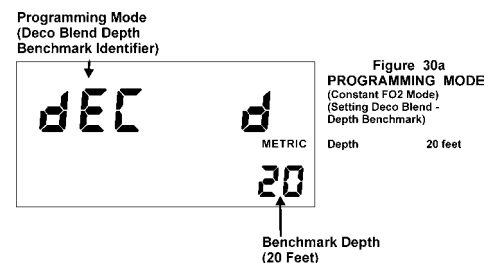 Programming Mode
(Deco Blend Depth
Benchmark Identifier)
dEC d
METRIC
20
Benchmark Depth
(20 Feet)
Figure 30a
PROGRAMMING MODE
(Constant FO2 Mode)
(Setting Deco Blend -
Depth Benchmark)
Depth 20 feet